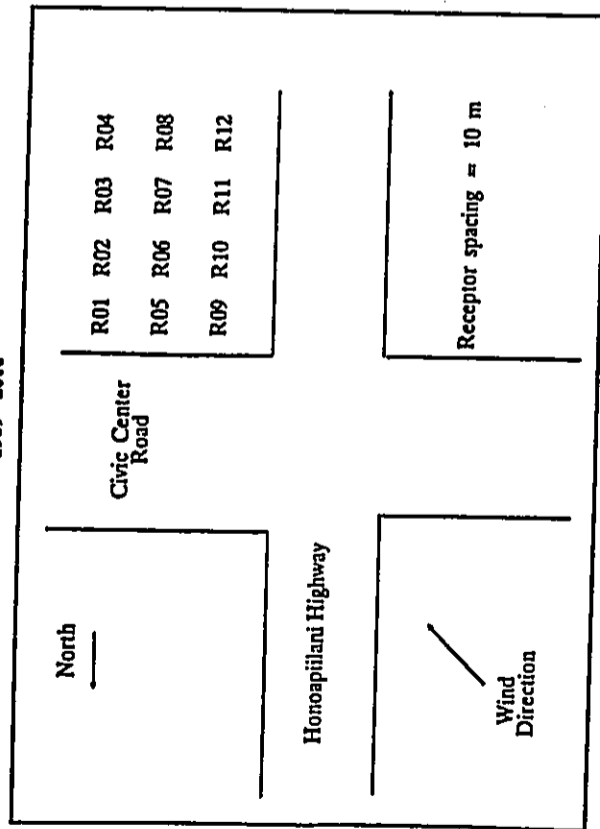 North
R01 R02 R03 R04
Civic Center
Road
R05 R06 R07 R08
R09 R10 R11 R12
Honoapiilani Highway
Receptor spacing = 10 m
Wind
Direction